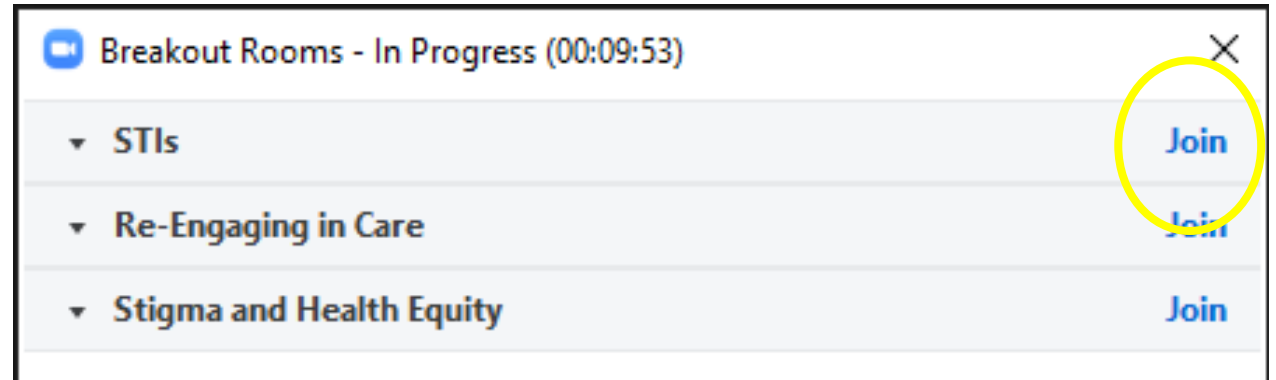 Breakout Rooms - In Progress (00:09:53)
STIs Join
Re-Engaging in Care Join
Stigma and Health Equity Join